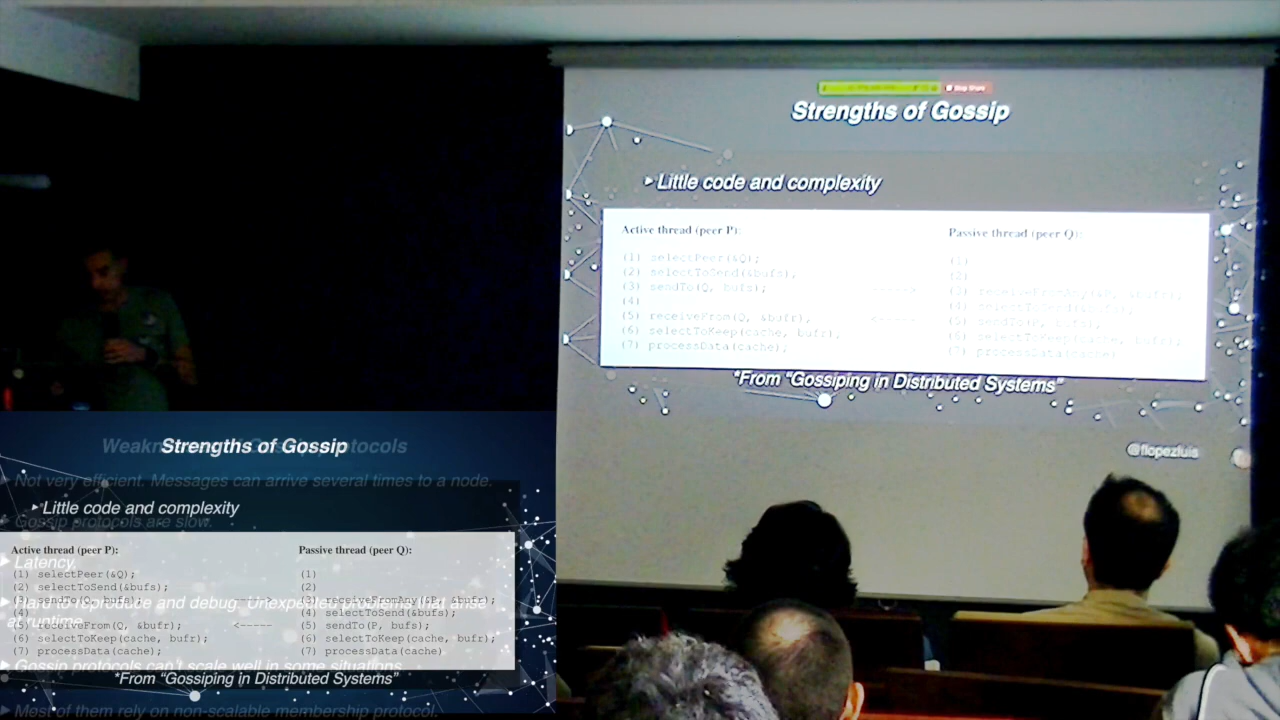 Stop Share
Strengths of Gossip
▸ Little code and complexity
Active thread (peer P):
(1) selectPeer(&Q);
(2) selectToSend(&bufs);
(3) sendTo(Q, bufs);
(4)
(5) receiveFrom(Q, &bufr);
(6) selectToKeep(cache, bufr);
(7) processData(cache);
----->
<-----
Passive thread (peer Q):
(1)
(2)
(3) receiveFromAny(&P, &bufr);
(4) selectToSend(&bufs);
(5) sendTo(P, bufs);
(6) selectToKeep(cache, bufr);
(7) processData(cache)
*From "Gossiping in Distributed Systems"
@flopezluis
Strengths of Gossip
▸ Not very efficient. Messages can arrive several times to a node.
▸ Little code and complexity
▸ Gossip protocols are slow.
Active thread (peer P):
(1) selectPeer(&Q);
(2) selectToSend(&bufs);
(3) sendTo(Q, bufs);
(4)
(5) receiveFrom(Q, &bufr);
(6) selectToKeep(cache, bufr);
(7) processData(cache);
----->
<-----
Passive thread (peer Q):
(1)
(2)
(3) receiveFromAny(&P, &bufr);
(4) selectToSend(&bufs);
(5) sendTo(P, bufs);
(6) selectToKeep(cache, bufr);
(7) processData(cache)
▸ Latency.
▸ Hard to reproduce and debug. Unexpected problems that arise
at runtime.
▸ Gossip protocols can't scale well in some situations
*From "Gossiping in Distributed Systems"
▸ Most of them rely on non-scalable membership protocol.